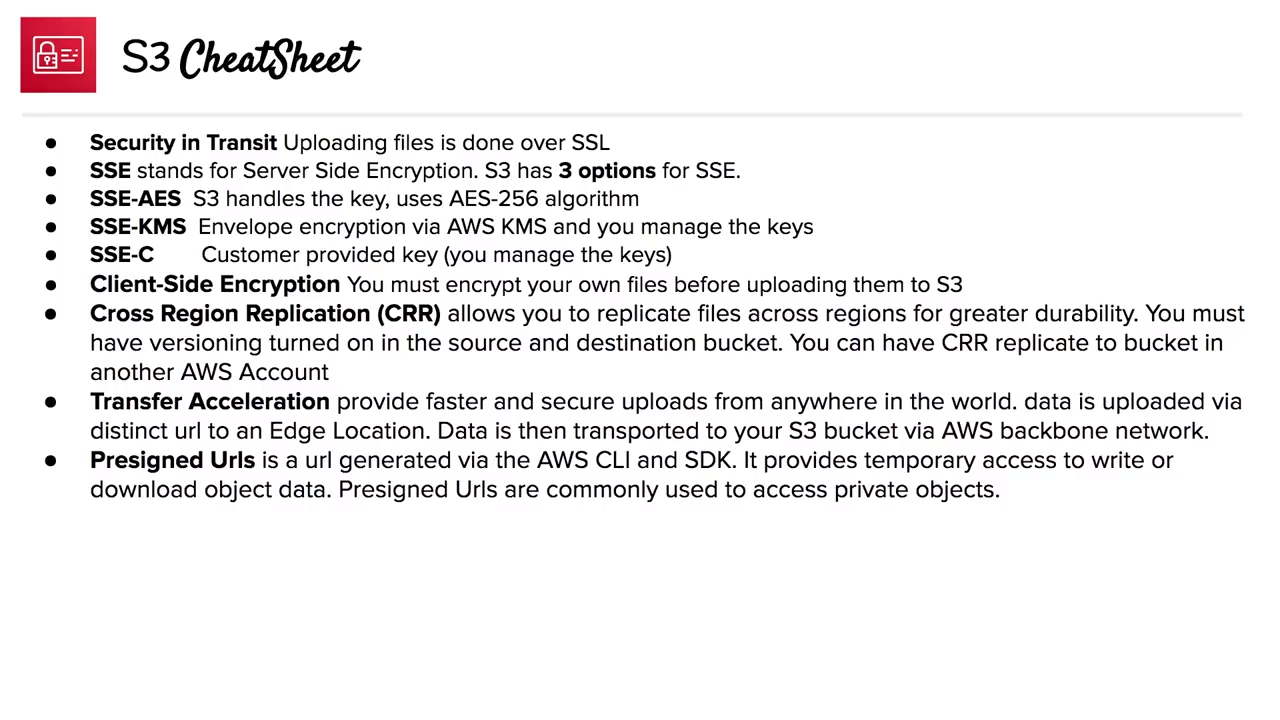 S3 CheatSheet
● Security in Transit Uploading files is done over SSL
● SSE stands for Server Side Encryption. S3 has 3 options for SSE.
● SSE-AES S3 handles the key, uses AES-256 algorithm
● SSE-KMS Envelope encryption via AWS KMS and you manage the keys
● SSE-C Customer provided key (you manage the keys)
● Client-Side Encryption You must encrypt your own files before uploading them to S3
● Cross Region Replication (CRR) allows you to replicate files across regions for greater durability. You must
have versioning turned on in the source and destination bucket. You can have CRR replicate to bucket in
another AWS Account
● Transfer Acceleration provide faster and secure uploads from anywhere in the world. data is uploaded via
distinct url to an Edge Location. Data is then transported to your S3 bucket via AWS backbone network.
● Presigned Urls is a url generated via the AWS CLI and SDK. It provides temporary access to write or
download object data. Presigned Urls are commonly used to access private objects.